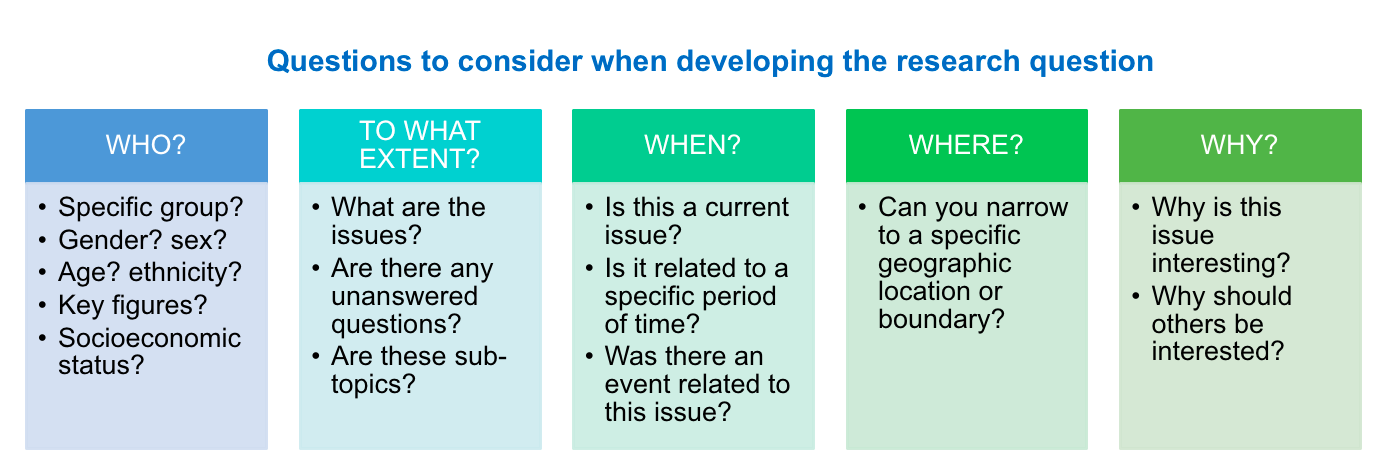 Questions to consider when developing the research question
WHO?
• Specific group?
• Gender? sex?
• Age? ethnicity?
• Key figures?
• Socioeconomic
status?
TO WHAT
EXTENT?
• What are the
issues?
• Are there any
unanswered
questions?
• Are these sub-
topics?
WHEN?
• Is this a current
issue?
• Is it related to a
specific period
of time?
• Was there an
event related to
this issue?
WHERE?
• Can you narrow
to a specific
geographic
location or
boundary?
WHY?
• Why is this
issue
interesting?
• Why should
others be
interested?